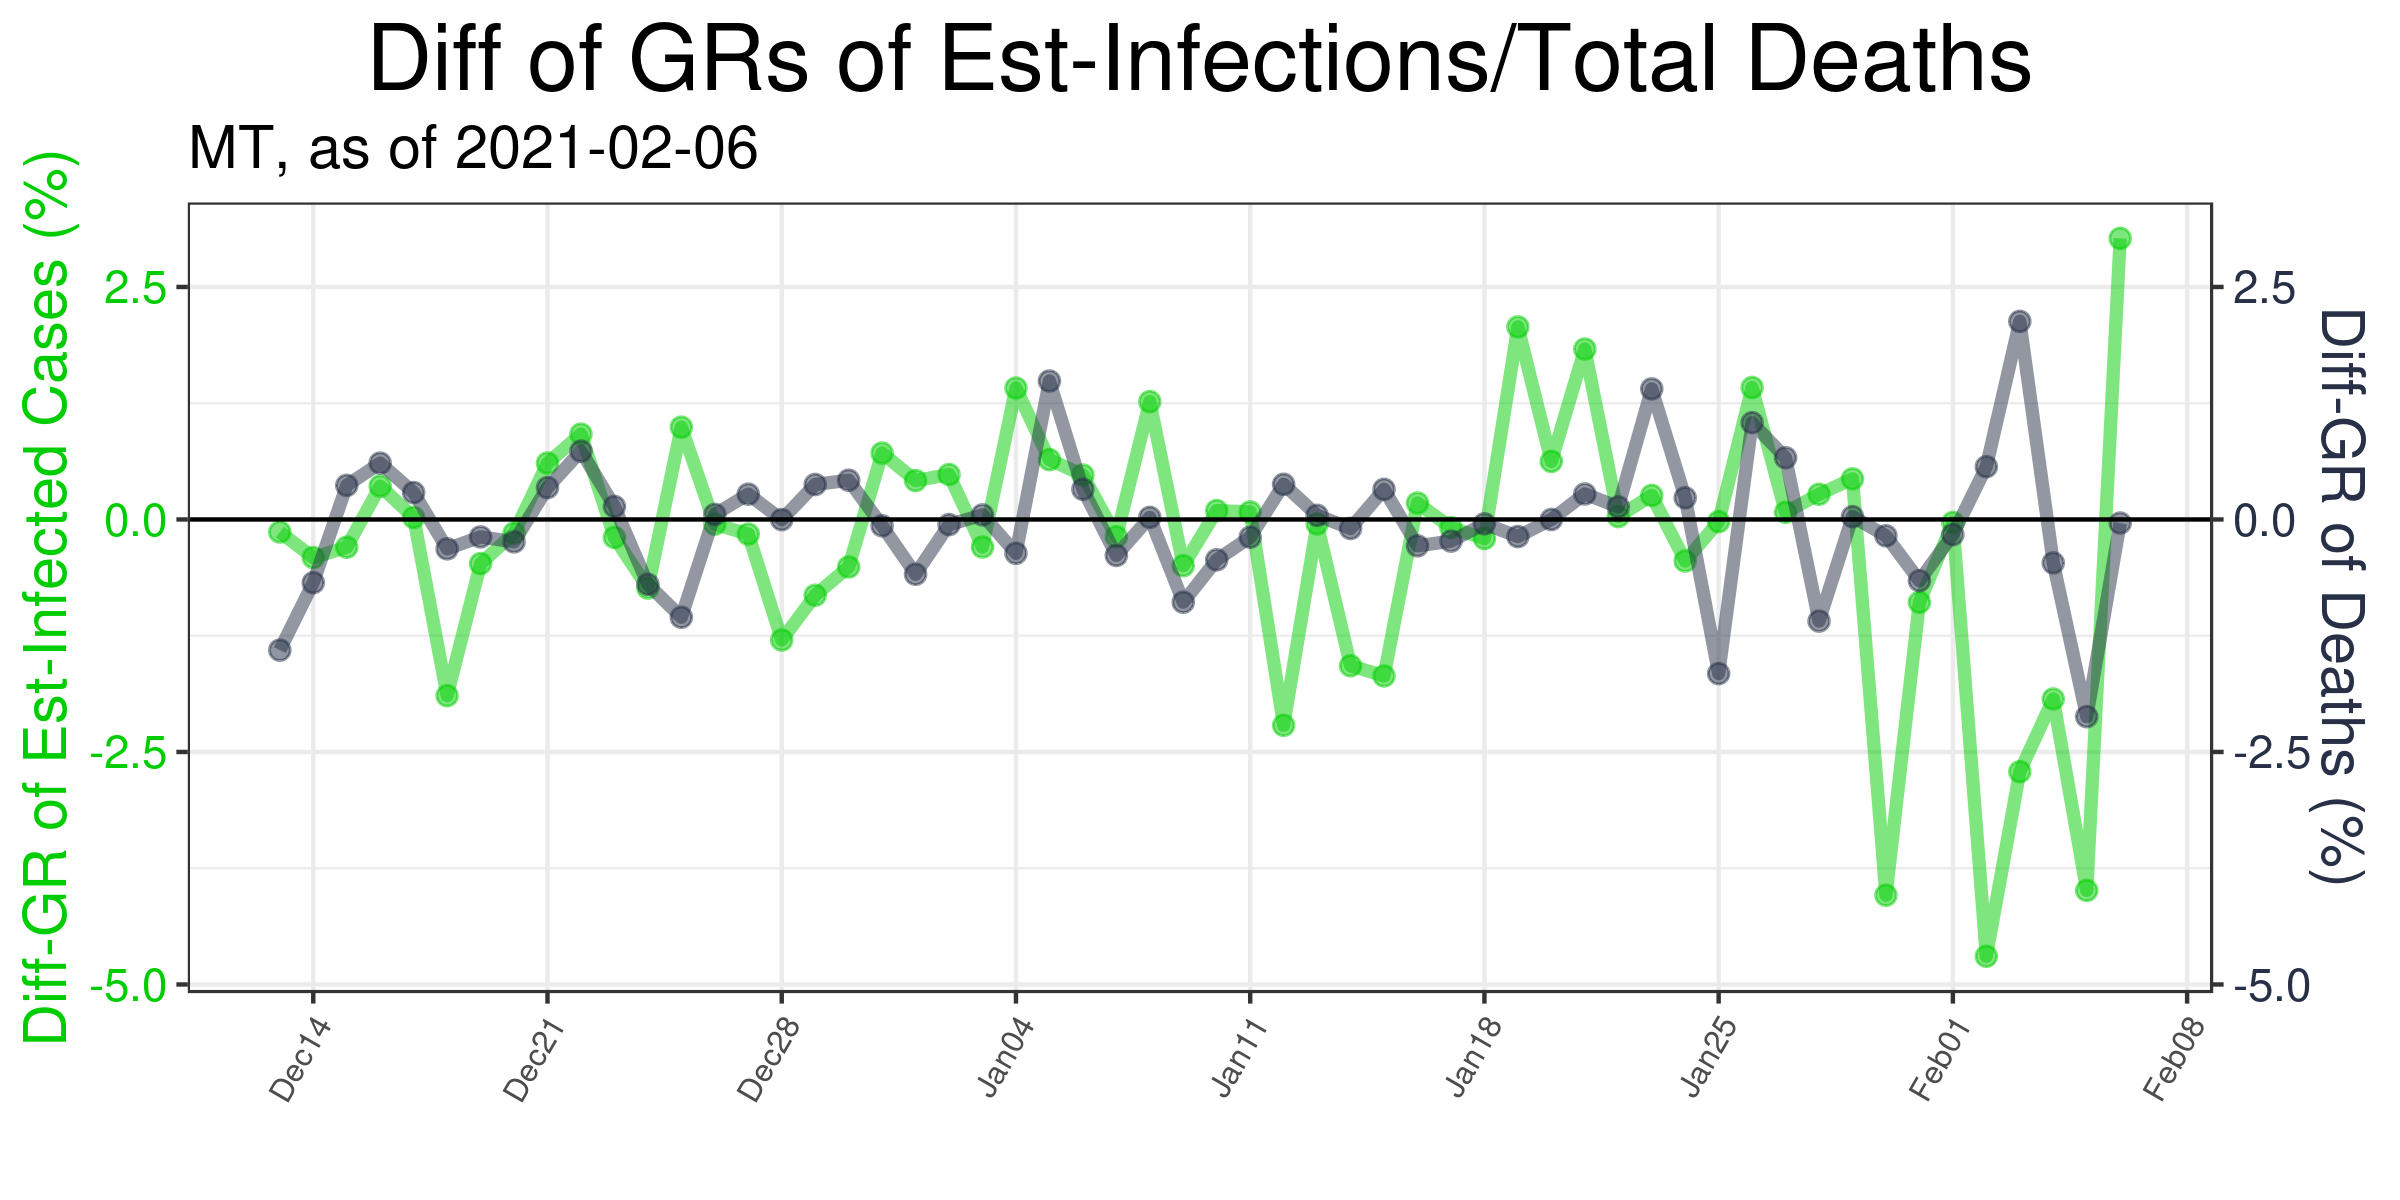 Diff of GRs of Est-Infections/Total Deaths
MT, as of 2021-02-06
Diff-GR of Est-Infected Cases (%)
2.5
0.0
-2.5
-5.0
2.5
0.0
-2.5
-5.0
Diff-GR of Deaths (%)
Dec14
Dec21
Dec28
Jan04
Jan11
Jan18
Jan25
Feb01
Feb08